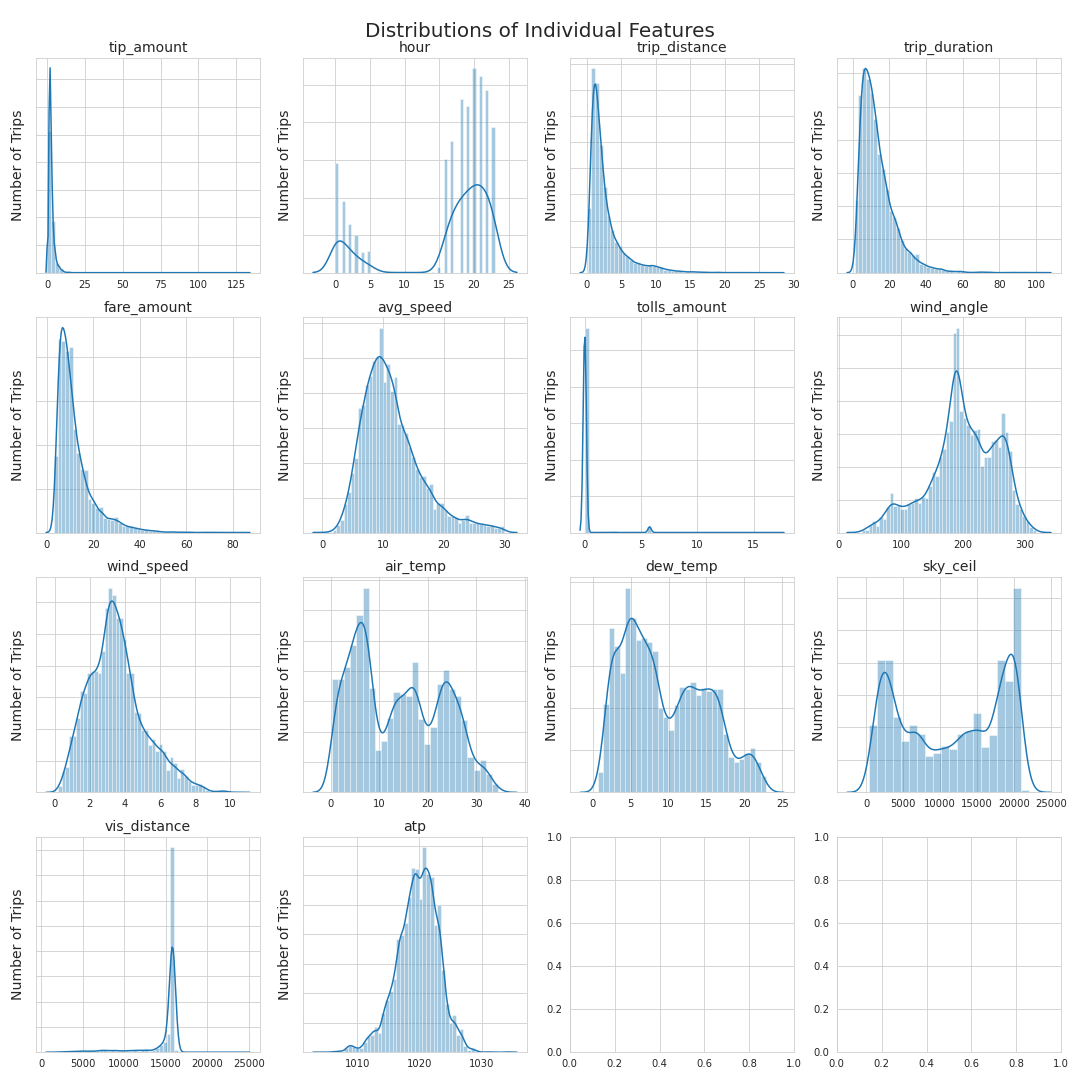 Distributions of Individual Features
tip_amount
hour
trip_distance
trip_duration
Number of Trips
Number of Trips
Number of Trips
Number of Trips
0 25 50 75 100 125
0 5 10 15 20 25
0 5 10 15 20 25 30
0 20 40 60 80 100
fare_amount
avg_speed
tolls_amount
wind_angle
Number of Trips
Number of Trips
Number of Trips
Number of Trips
0 20 40 60 80
0 10 20 30
0 5 10 15
0 100 200 300
wind_speed
air_temp
dew_temp
sky_ceil
Number of Trips
Number of Trips
Number of Trips
Number of Trips
0 2 4 6 8 10
0 10 20 30 40
0 5 10 15 20 25
0 5000 10000 15000 20000 25000
vis_distance
atp
Number of Trips
Number of Trips
1.0
0.8
0.6
0.4
0.2
0.0
1.0
0.8
0.6
0.4
0.2
0.0
0 5000 10000 15000 20000 25000
1010 1020 1030
0.0 0.2 0.4 0.6 0.8 1.0
0.0 0.2 0.4 0.6 0.8 1.0